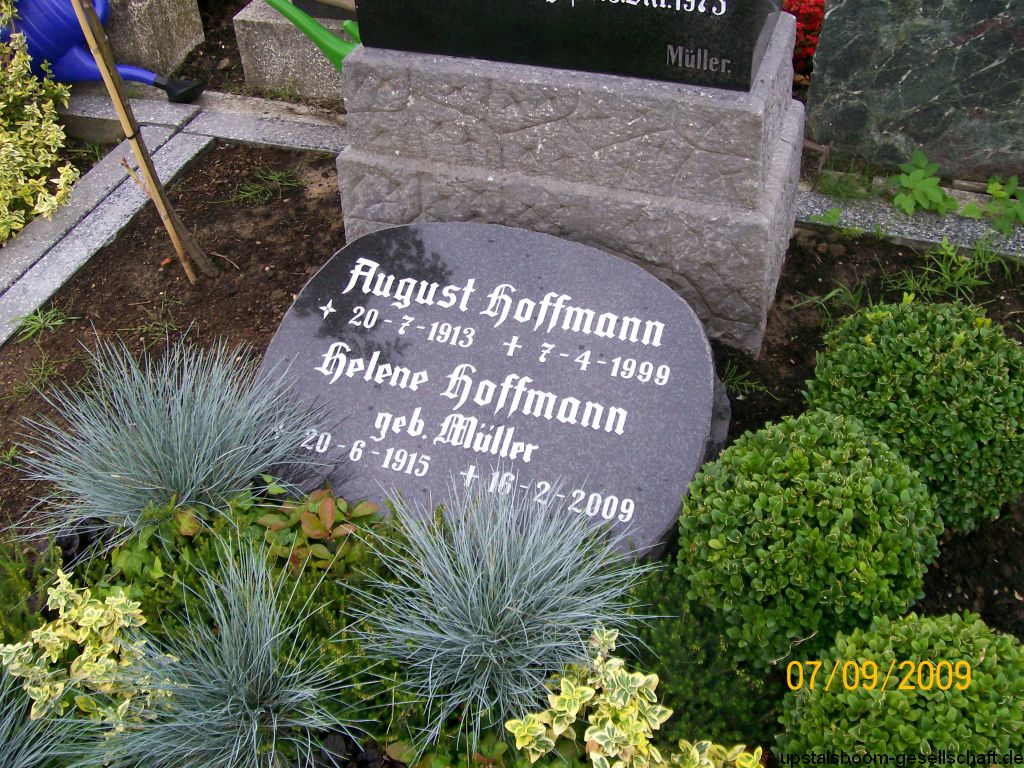 1973
Müller.
August Hoffmann
20-7-1913 7-4-1999
Helene Hoffmann
geb. Müller
20-6-1915 16-2-2009
07/09/2009
upstalsboom-gesellschaft.de